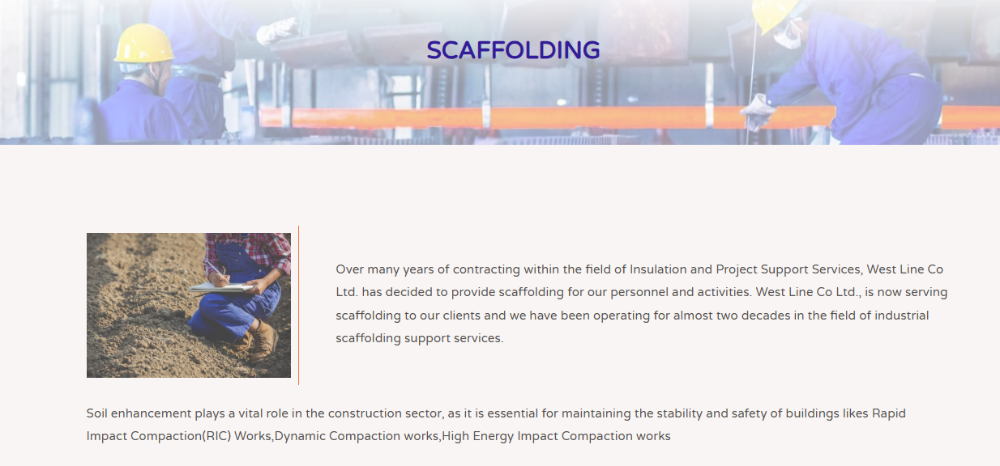 SCAFFOLDING
Over many years of contracting within the field of Insulation and Project Support Services, West Line Co
Ltd. has decided to provide scaffolding for our personnel and activities. West Line Co Ltd., is now serving
scaffolding to our clients and we have been operating for almost two decades in the field of industrial
scaffolding support services.
Soil enhancement plays a vital role in the construction sector, as it is essential for maintaining the stability and safety of buildings likes Rapid
Impact Compaction(RIC) Works,Dynamic Compaction works,High Energy Impact Compaction works